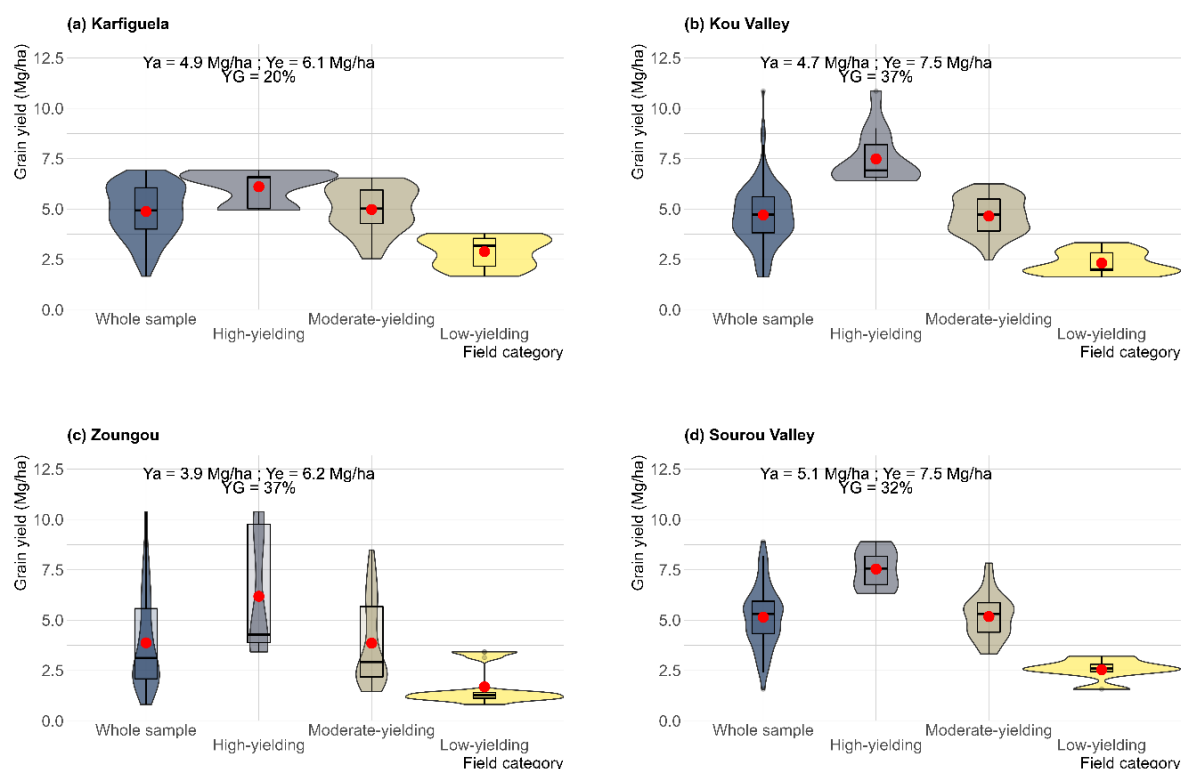 (a) Karfiguela
Grain yield (Mg/ha)
12.5
10.0
7.5
5.0
2.5
0.0
Ya = 4.9 Mg/ha ; Ye = 6.1 Mg/ha
YG = 20%
Whole sample
High-yielding
Moderate-yielding
Low-yielding
Field category
(b) Kou Valley
Grain yield (Mg/ha)
12.5
10.0
7.5
5.0
2.5
0.0
Ya = 4.7 Mg/ha ; Ye = 7.5 Mg/ha
YG = 37%
Whole sample
High-yielding
Moderate-yielding
Low-yielding
Field category
(c) Zoungou
Grain yield (Mg/ha)
12.5
10.0
7.5
5.0
2.5
0.0
Ya = 3.9 Mg/ha ; Ye = 6.2 Mg/ha
YG = 37%
Whole sample
High-yielding
Moderate-yielding
Low-yielding
Field category
(d) Sourou Valley
Grain yield (Mg/ha)
12.5
10.0
7.5
5.0
2.5
0.0
Ya = 5.1 Mg/ha ; Ye = 7.5 Mg/ha
YG = 32%
Whole sample
High-yielding
Moderate-yielding
Low-yielding
Field category